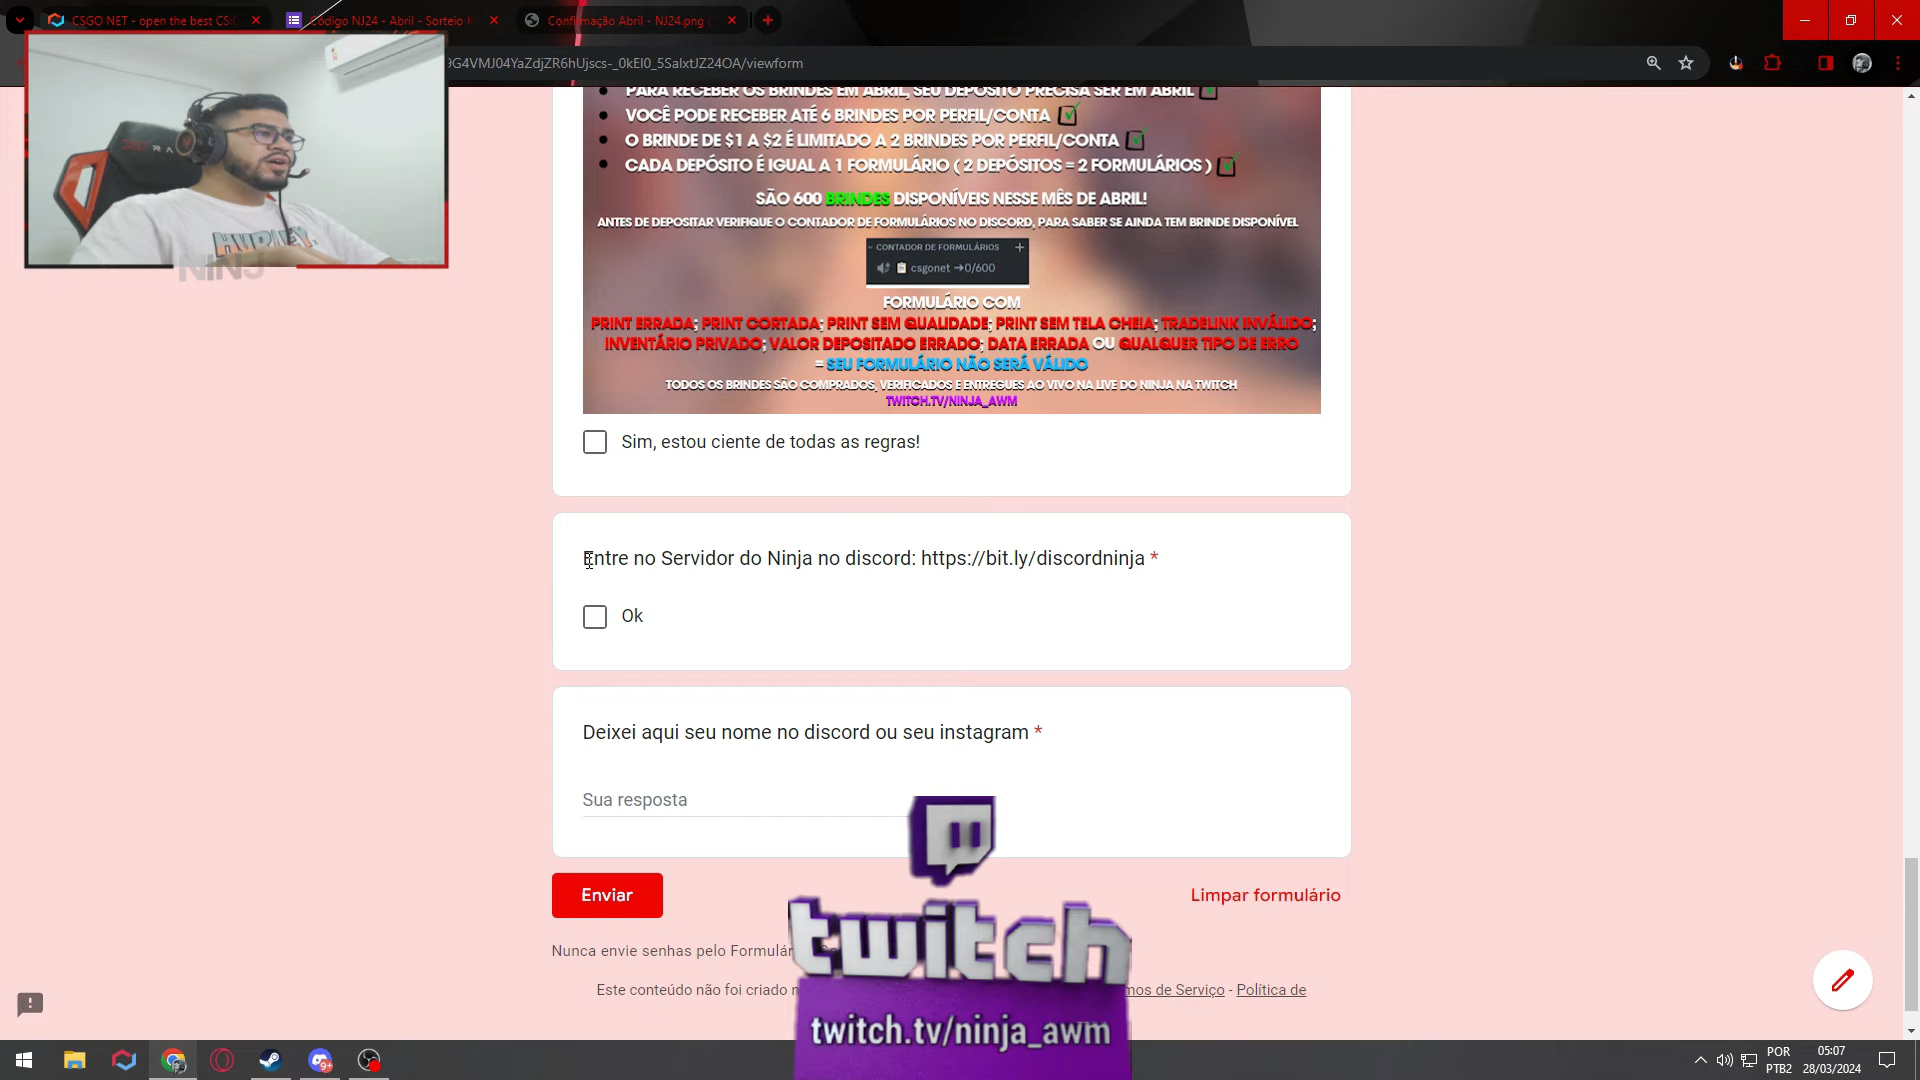 CSGO NET - open the best CS:
Código NJ24 - Abril - Sorteio K
Confirmação Abril - NJ24.png (
9G4VMJ04YaZdjZR6hUjscs-_0kEl0_5SalxtJZ24OA/viewform
PARA RECEBER OS BRINDES EM ABRIL, SEU DEPÓSITO PRECISA SER EM ABRIL
VOCÊ PODE RECEBER ATÉ 6 BRINDES POR PERFIL/CONTA
O BRINDE DE $1 A $2 É LIMITADO A 2 BRINDES POR PERFIL/CONTA
CADA DEPÓSITO É IGUAL A 1 FORMULÁRIO ( 2 DEPÓSITOS = 2 FORMULÁRIOS )
SÃO 600 BRINDES DISPONÍVEIS NESSE MÊS DE ABRIL!
ANTES DE DEPOSITAR VERIFIQUE O CONTADOR DE FORMULÁRIOS NO DISCORD, PARA SABER SE AINDA TEM BRINDE DISPONÍVEL
CONTADOR DE FORMULÁRIOS +
csgonet ➔0/600
FORMULÁRIO COM
PRINT ERRADA; PRINT CORTADA; PRINT SEM QUALIDADE; PRINT SEM TELA CHEIA; TRADELINK INVÁLIDO;
INVENTÁRIO PRIVADO; VALOR DEPOSITADO ERRADO; DATA ERRADA OU QUALQUER TIPO DE ERRO
= SEU FORMULÁRIO NÃO SERÁ VÁLIDO
TODOS OS BRINDES SÃO COMPRADOS, VERIFICADOS E ENTREGUES AO VIVO NA LIVE DO NINJA NA TWITCH
TWITCH.TV/NINJA_AWM
HURLEY
NINJ
Sim, estou ciente de todas as regras!
Entre no Servidor do Ninja no discord: https://bit.ly/discordninja *
Ok
Deixei aqui seu nome no discord ou seu instagram *
Sua resposta
Enviar
Limpar formulário
Nunca envie senhas pelo Formulár
Este conteúdo não foi criado n
mos de Serviço - Política de
twitch
twitch.tv/ninja_awm
9+
POR
PTB2
05:07
28/03/2024